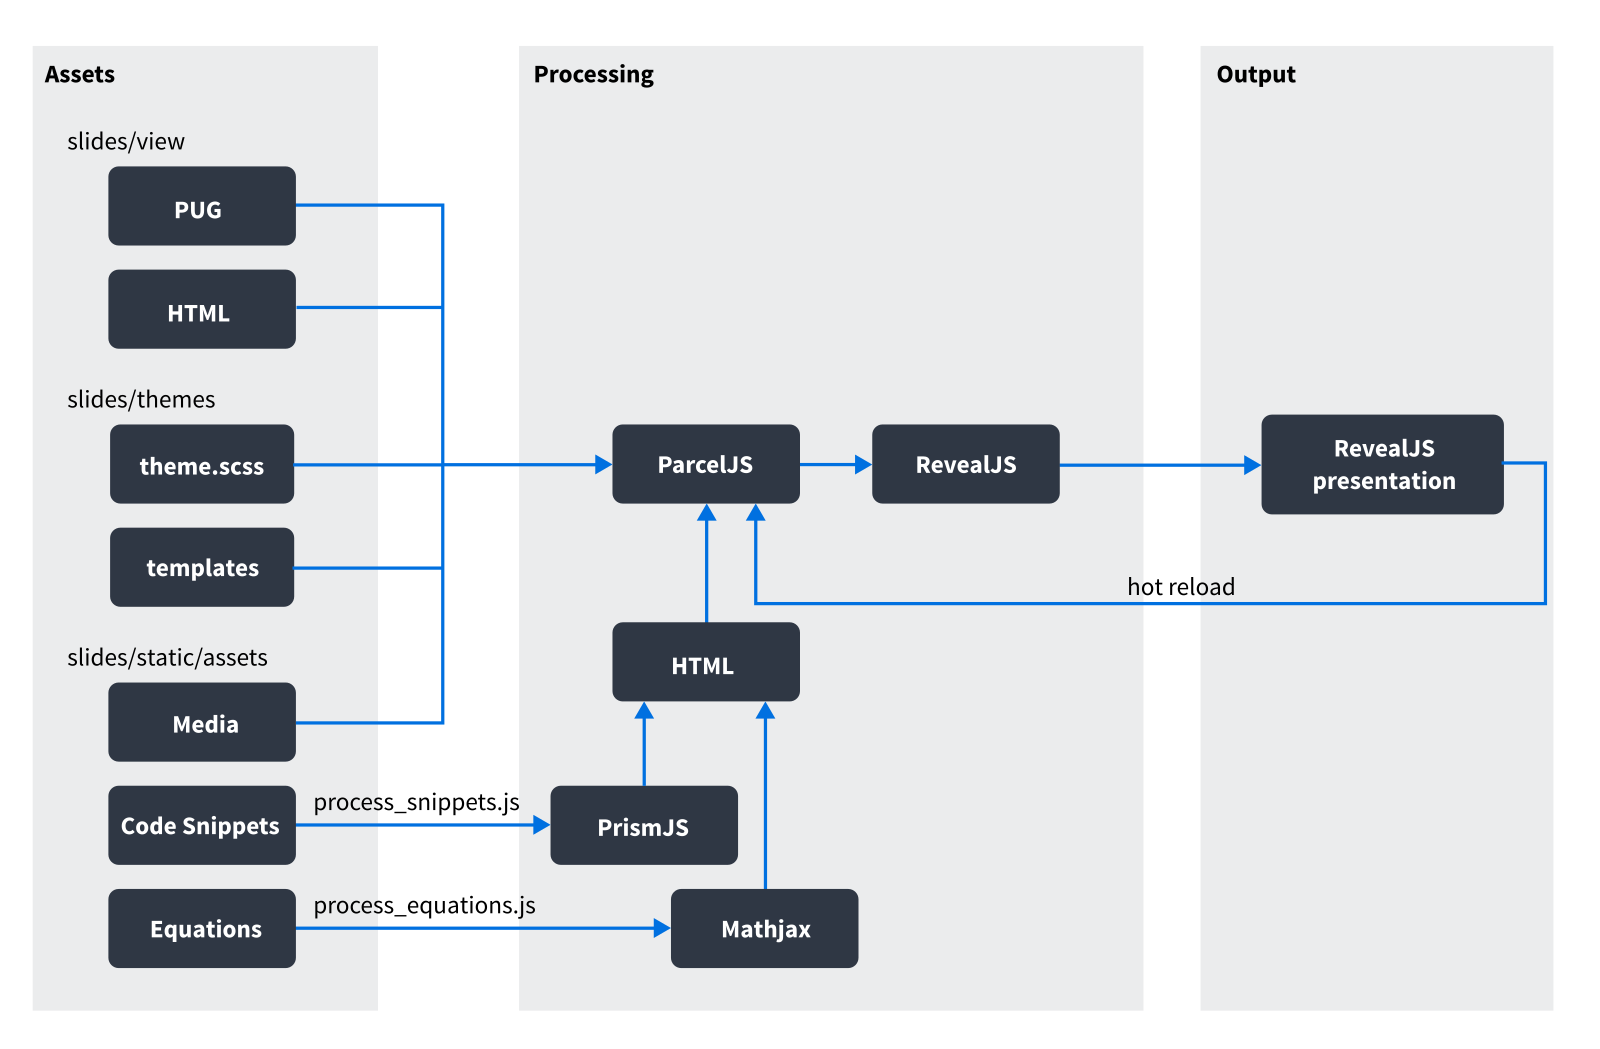 Assets
slides/view
PUG
HTML
slides/themes
theme.scss
templates
slides/static/assets
Media
Code Snippets
Equations
process_snippets.js
process_equations.js
Processing
ParcelJS
RevealJS
HTML
PrismJS
Mathjax
hot reload
Output
RevealJS
presentation